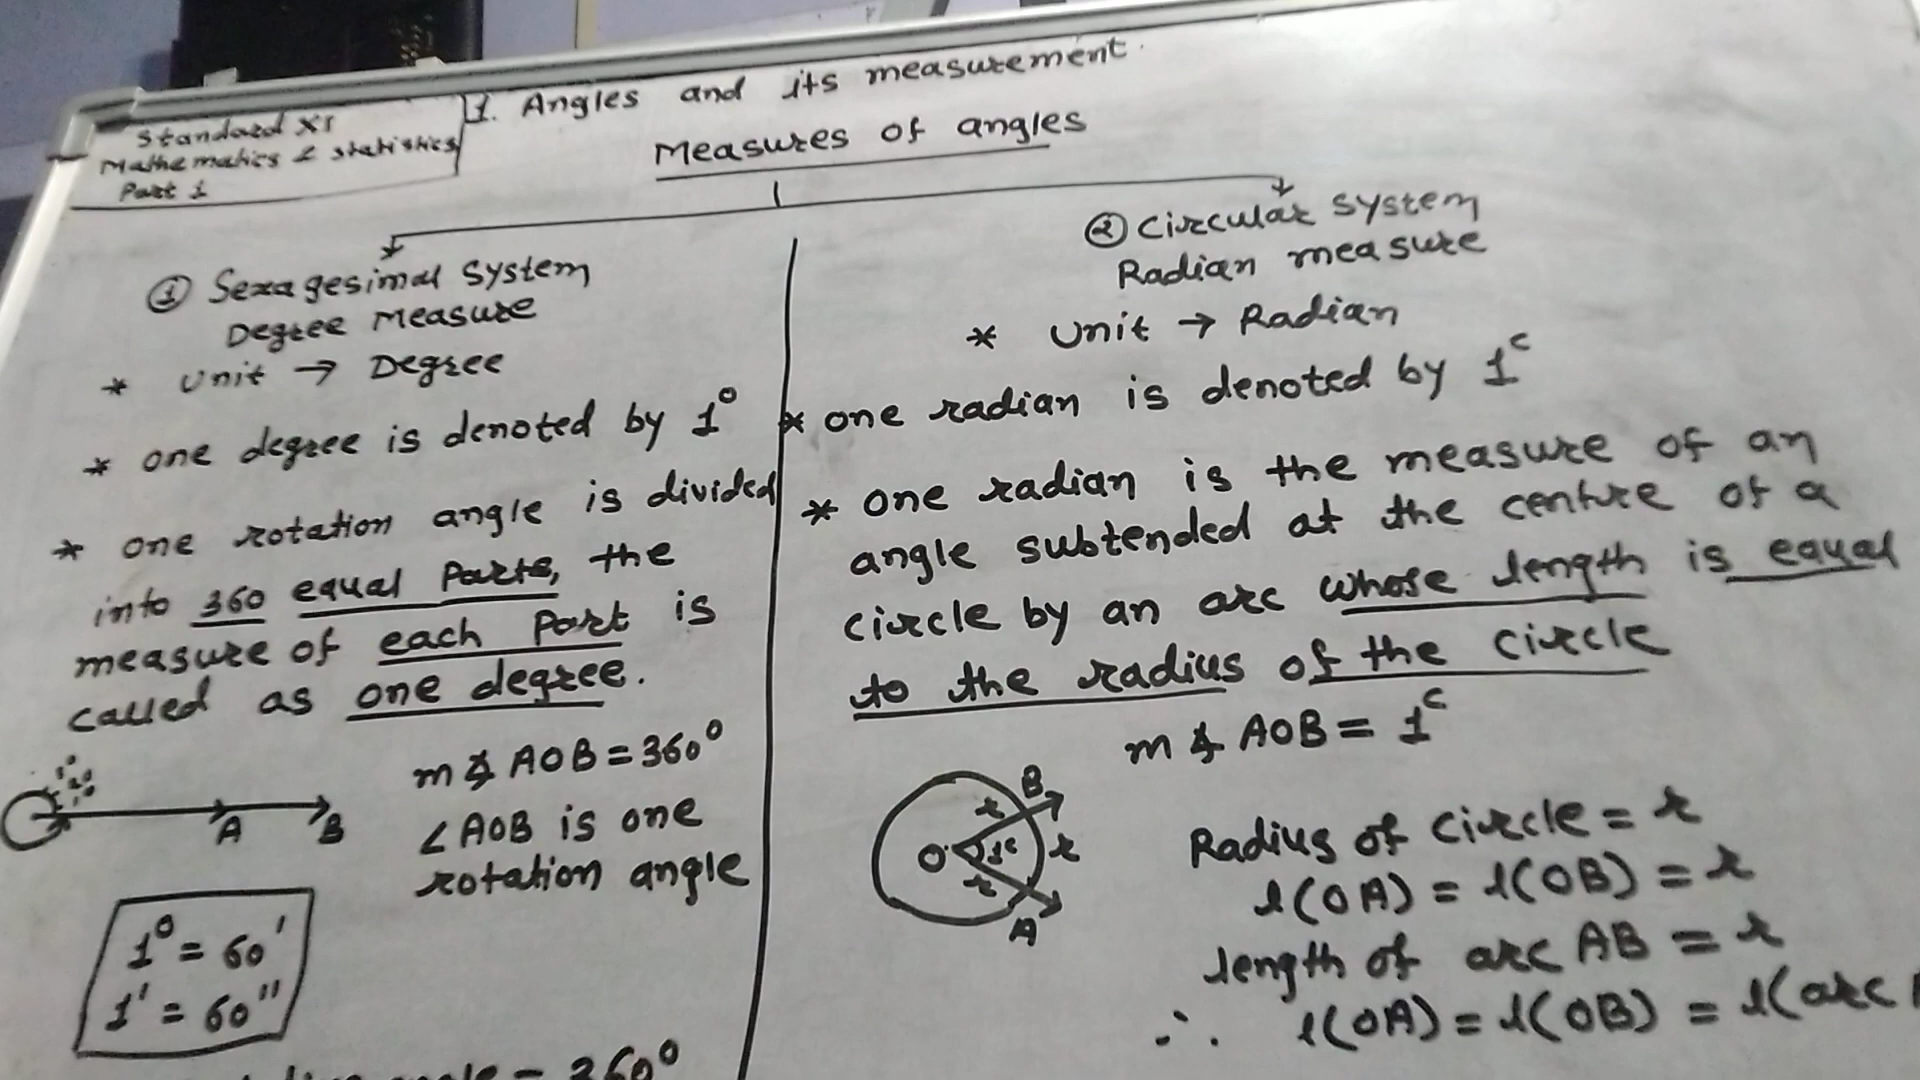 Standard XI
Mathematics & statistics
Part 1
1. Angles and its measurement.
Measures of angles
① Sexagesimal System
Degree Measure
* Unit → Degree
* one degree is denoted by 1°
* one rotation angle is divided
into 360 equal Parts, the
measure of each Part is
called as one degree.
m∡AOB = 360°
∠AOB is one
rotation angle
A B
1° = 60'
1' = 60"
angle = 360°
② Circular System
Radian measure
* Unit → Radian
* one radian is denoted by 1ᶜ
* one radian is the measure of an
angle subtended at the centre of a
circle by an arc whose length is equal
to the radius of the circle
m∡AOB = 1ᶜ
B
r
O 1ᶜ r
r
A
Radius of circle = r
l(OA) = l(OB) = r
length of arc AB = r
∴ l(OA) = l(OB) = l(arc